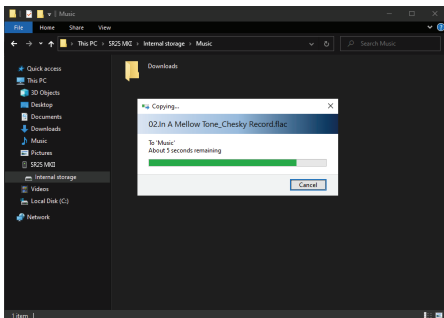 Music
File Home Share View
This PC > SR25 MKII > Internal storage > Music
Search Music
Quick access
This PC
3D Objects
Desktop
Documents
Downloads
Music
Pictures
SR25 MKII
Internal storage
Videos
Local Disk (C:)
Network
Downloads
Copying...
02.In A Mellow Tone_Chesky Record.flac
To 'Music'
About 5 seconds remaining
Cancel
1 item